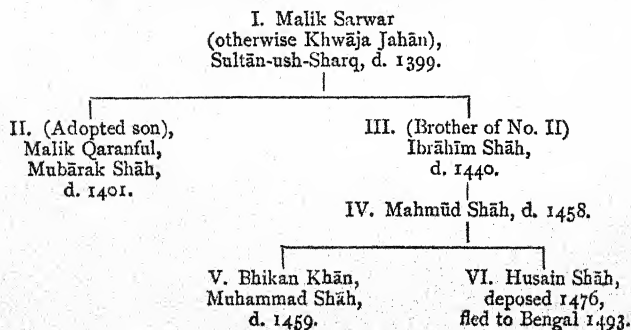 I. Malik Sarwar
(otherwise Khwāja Jahān),
Sultān-ush-Sharq, d. 1399.
II. (Adopted son),
Malik Qaranful,
Mubārak Shāh,
d. 1401.
III. (Brother of No. II)
Ibrāhīm Shāh,
d. 1440.
IV. Mahmūd Shāh, d. 1458.
V. Bhikan Khān,
Muhammad Shāh,
d. 1459.
VI. Husain Shāh,
deposed 1476,
fled to Bengal 1493.